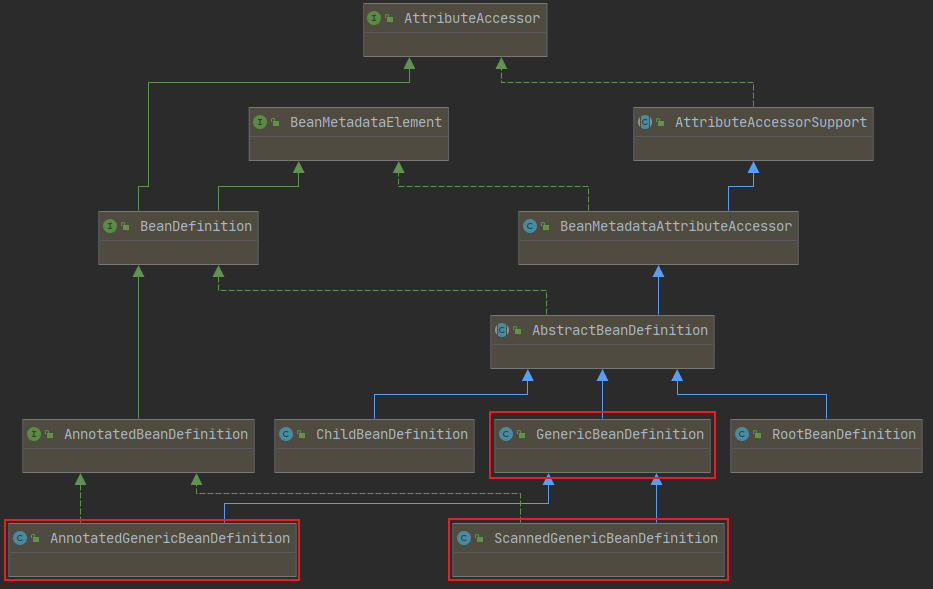 I AttributeAccessor
I BeanMetadataElement
C AttributeAccessorSupport
I BeanDefinition
C BeanMetadataAttributeAccessor
C AbstractBeanDefinition
I AnnotatedBeanDefinition
C ChildBeanDefinition
C GenericBeanDefinition
C RootBeanDefinition
C AnnotatedGenericBeanDefinition
C ScannedGenericBeanDefinition